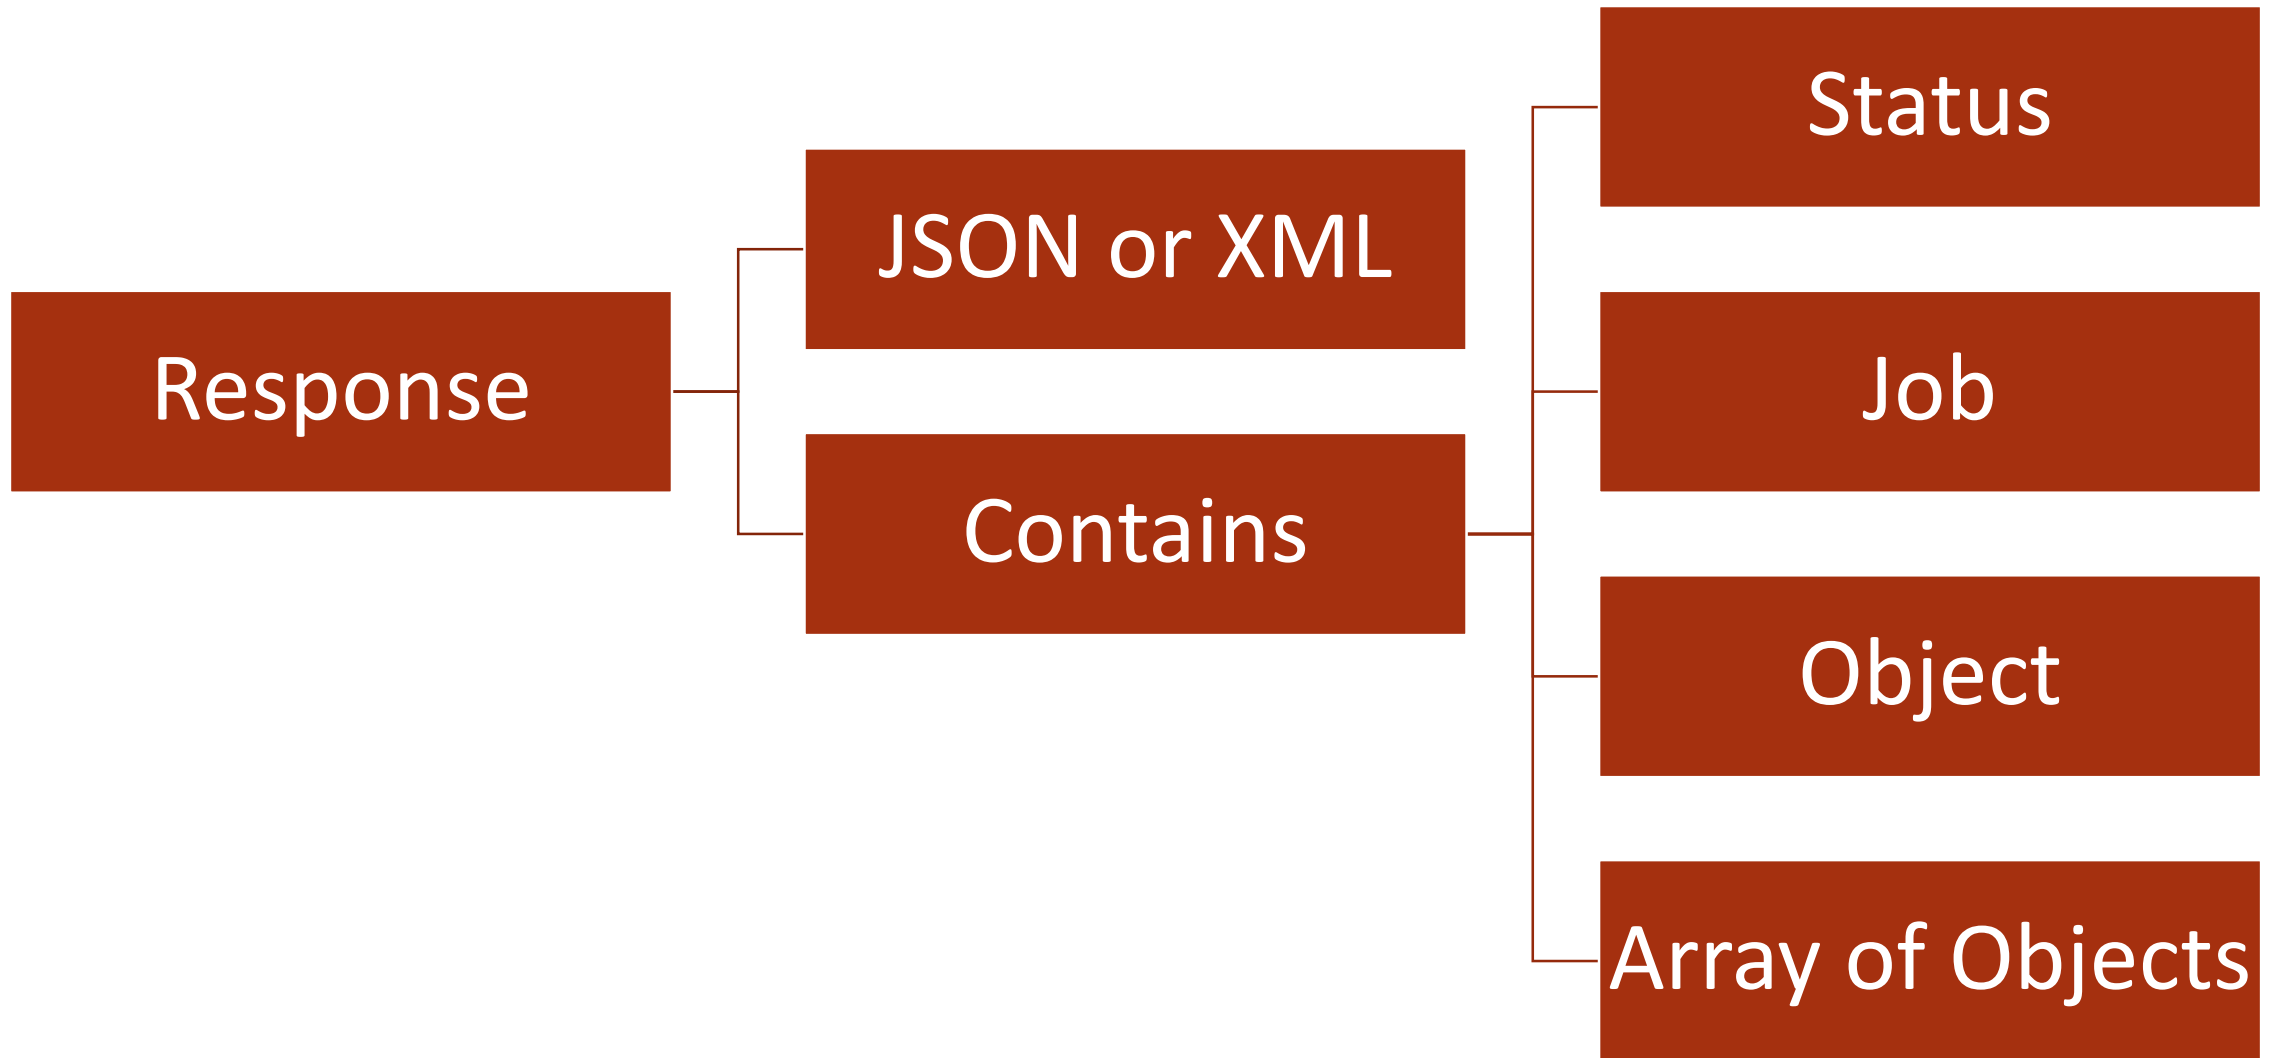 Response
JSON or XML
Contains
Status
Job
Object
Array of Objects